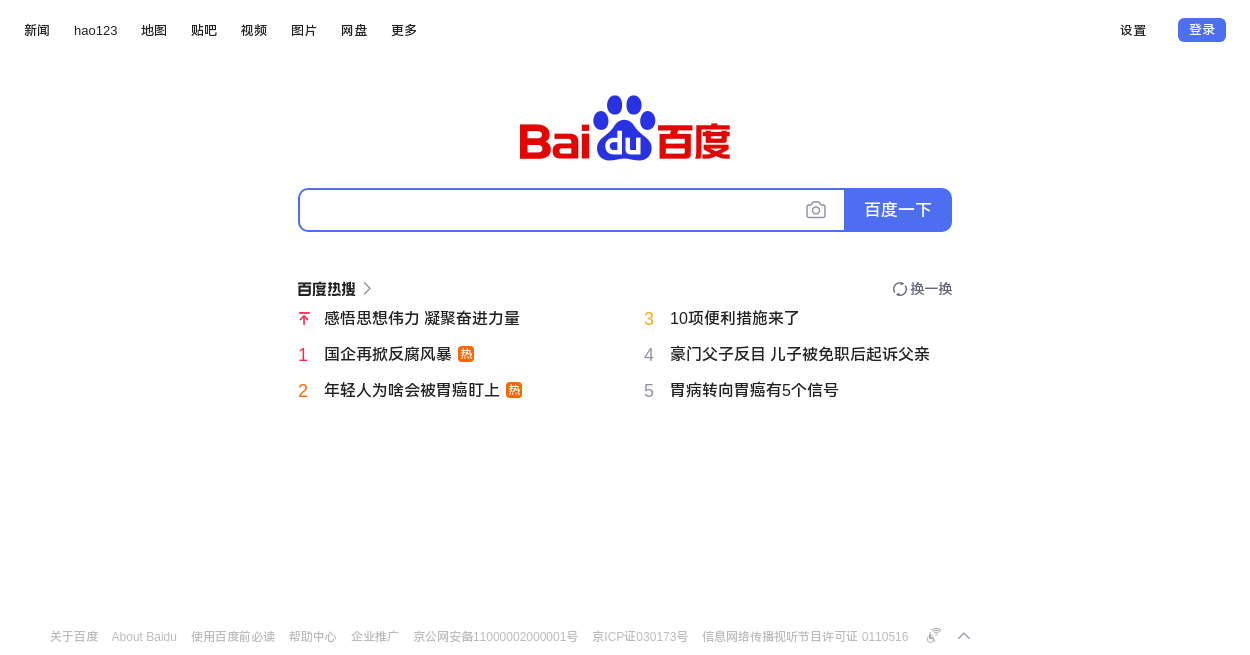 新闻 hao123 地图 贴吧 视频 图片 网盘 更多 设置 登录
Bai du 百度
百度一下
百度热搜 换一换
感悟思想伟力 凝聚奋进力量
1 国企再掀反腐风暴 热
2 年轻人为啥会被胃癌盯上 热
3 10项便利措施来了
4 豪门父子反目 儿子被免职后起诉父亲
5 胃病转向胃癌有5个信号
关于百度 About Baidu 使用百度前必读 帮助中心 企业推广 京公网安备11000002000001号 京ICP证030173号 信息网络传播视听节目许可证 0110516